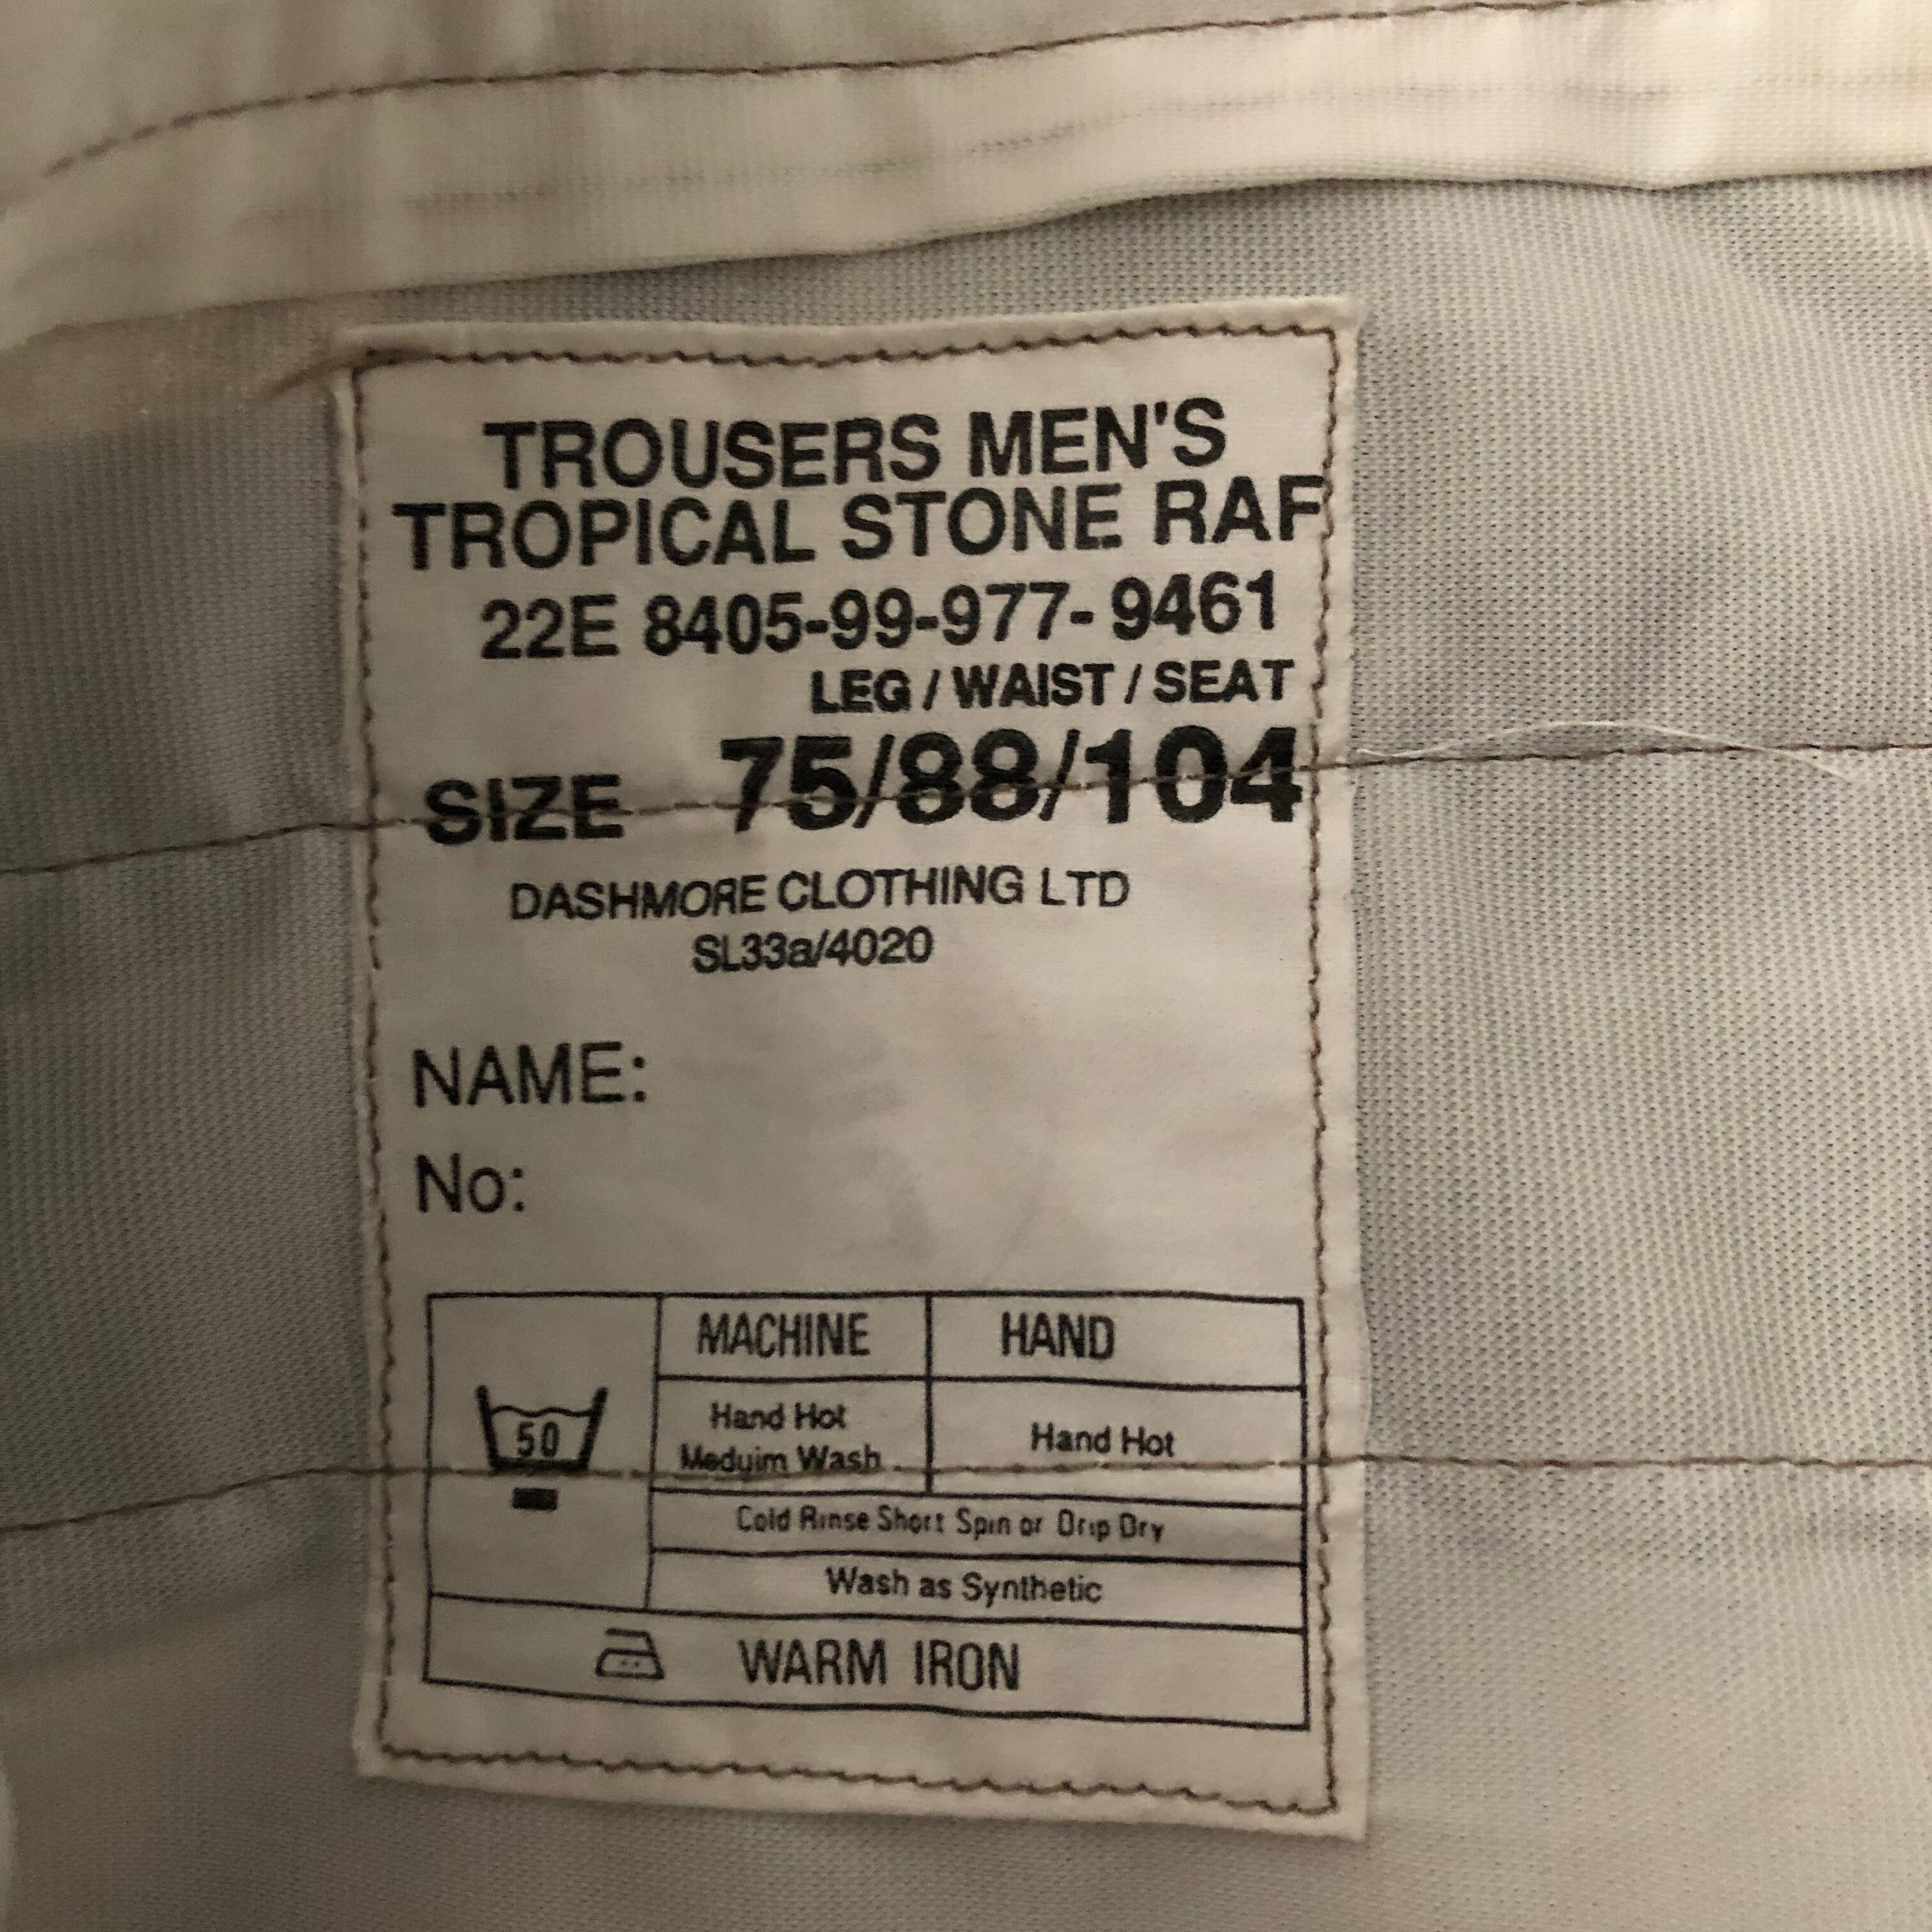 TROUSERS MEN'S
TROPICAL STONE RAF
22E 8405-99-977-9461
LEG / WAIST / SEAT
SIZE 75/88/104
DASHMORE CLOTHING LTD
SL33a/4020
NAME:
No:
MACHINE HAND
50
Hand Hot
Meduim Wash
Hand Hot
Cold Rinse Short Spin or Drip Dry
Wash as Synthetic
WARM IRON